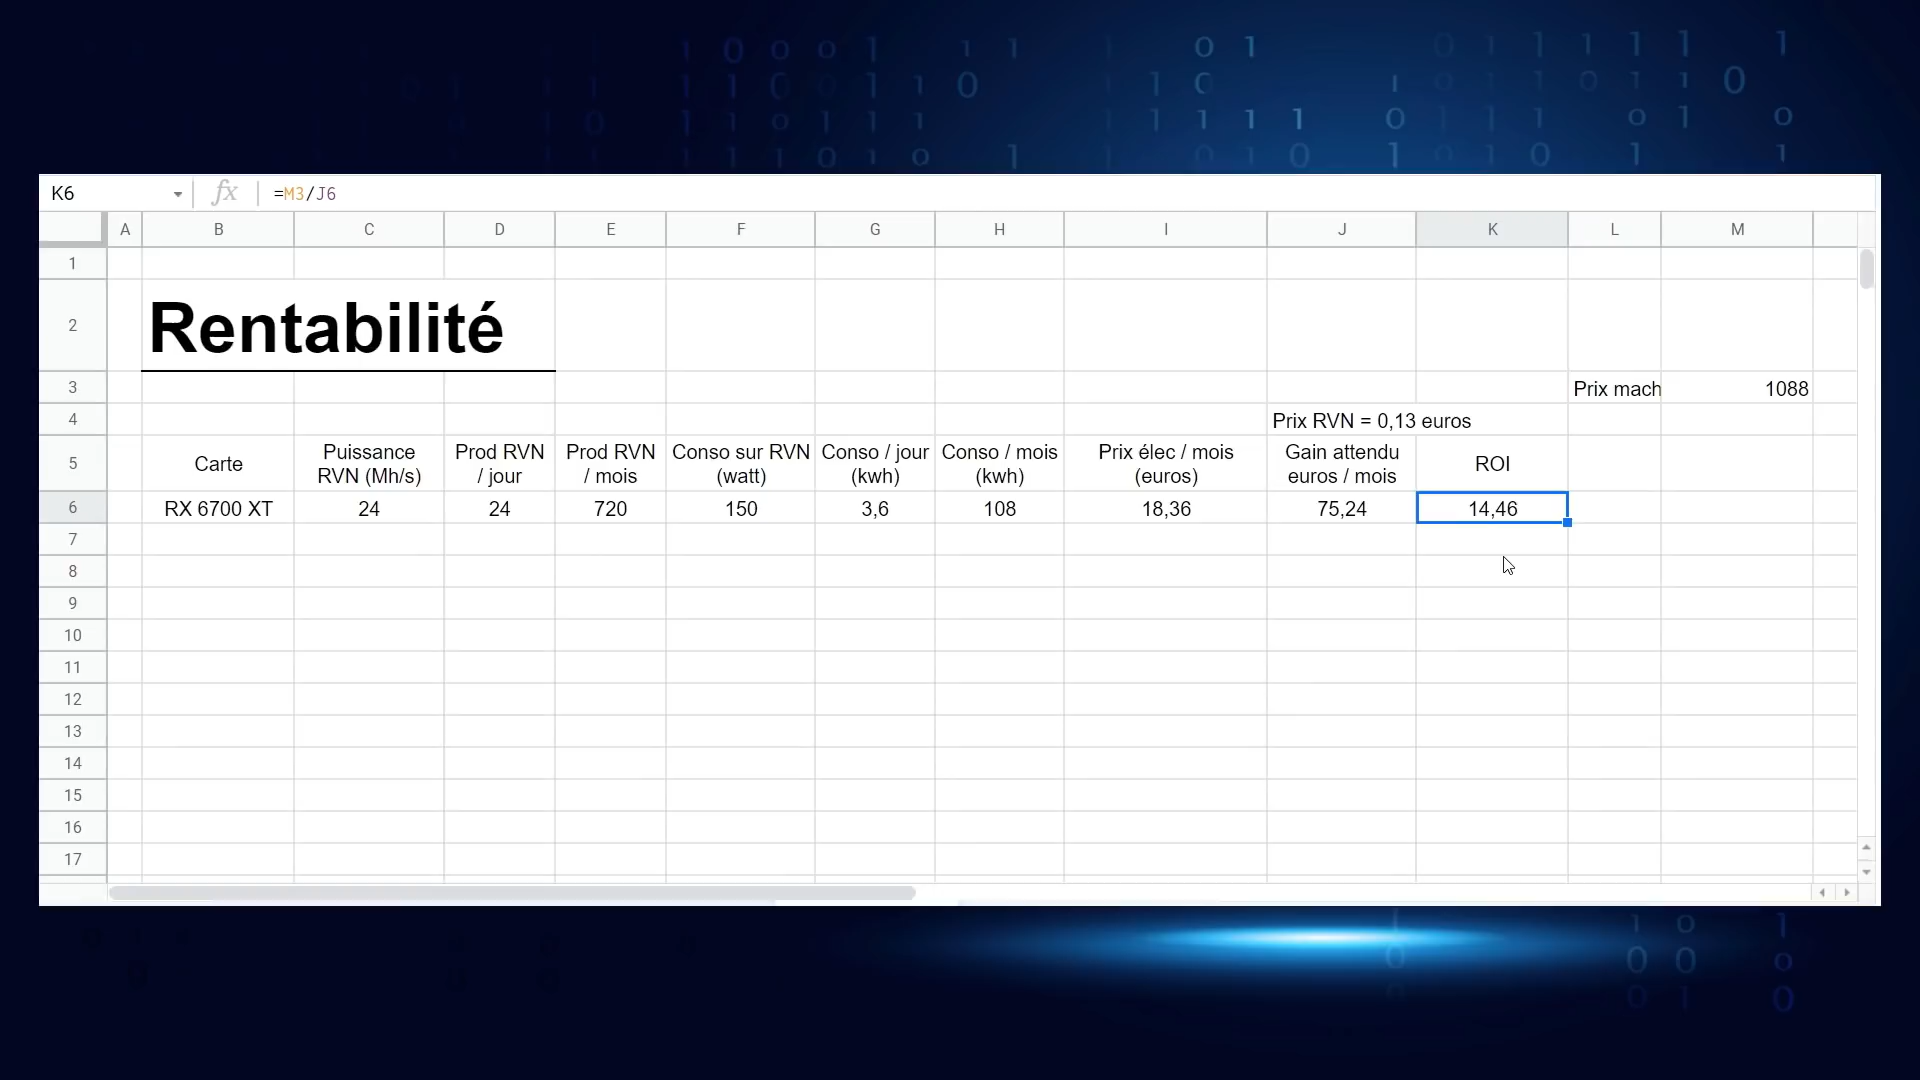 K6
fx
=M3/J6
A B C D E F G H I J K L M
1
2 Rentabilité
3 Prix mach 1088
4 Prix RVN = 0,13 euros
5 Carte Puissance RVN (Mh/s) Prod RVN / jour Prod RVN / mois Conso sur RVN (watt) Conso / jour (kwh) Conso / mois (kwh) Prix élec / mois (euros) Gain attendu euros / mois ROI
6 RX 6700 XT 24 24 720 150 3,6 108 18,36 75,24 14,46
7
8
9
10
11
12
13
14
15
16
17